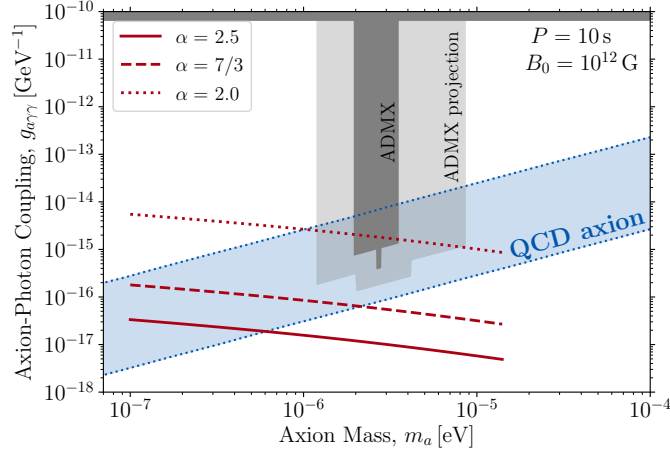 10^{-10}
10^{-11}
10^{-12}
10^{-13}
10^{-14}
10^{-15}
10^{-16}
10^{-17}
10^{-18}
Axion-Photon Coupling, g_{aγγ} [GeV^{-1}]
α = 2.5
α = 7/3
α = 2.0
P = 10 s
B_0 = 10^{12} G
ADMX
ADMX projection
QCD axion
10^{-7}
10^{-6}
10^{-5}
10^{-4}
Axion Mass, m_a [eV]